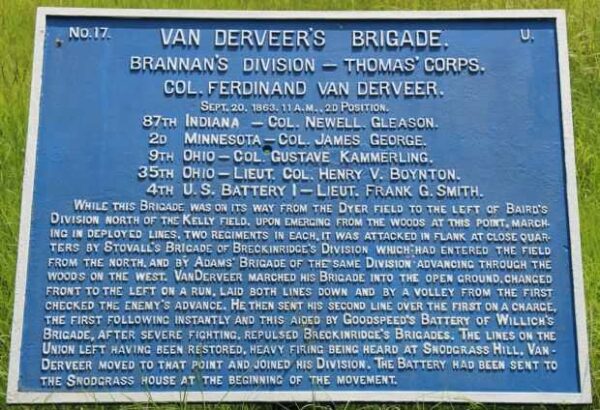 No. 17. VAN DERVEER'S BRIGADE. U.
BRANNAN'S DIVISION – THOMAS' CORPS.
COL. FERDINAND VAN DERVEER.
SEPT. 20. 1863. 11 A.M., 2D POSITION.
87TH INDIANA – COL. NEWELL GLEASON.
2D MINNESOTA – COL. JAMES GEORGE.
9TH OHIO – COL. GUSTAVE KAMMERLING.
35TH OHIO – LIEUT. COL. HENRY V. BOYNTON.
4TH U.S. BATTERY I – LIEUT. FRANK G. SMITH.
WHILE THIS BRIGADE WAS ON ITS WAY FROM THE DYER FIELD TO THE LEFT OF BAIRD'S
DIVISION NORTH OF THE KELLY FIELD, UPON EMERGING FROM THE WOODS AT THIS POINT, MARCH-
ING IN DEPLOYED LINES, TWO REGIMENTS IN EACH, IT WAS ATTACKED IN FLANK AT CLOSE QUAR-
TERS BY STOVALL'S BRIGADE OF BRECKINRIDGE'S DIVISION WHICH HAD ENTERED THE FIELD
FROM THE NORTH, AND BY ADAMS' BRIGADE OF THE SAME DIVISION ADVANCING THROUGH THE
WOODS ON THE WEST. VANDERVEER MARCHED HIS BRIGADE INTO THE OPEN GROUND, CHANGED
FRONT TO THE LEFT ON A RUN, LAID BOTH LINES DOWN AND BY A VOLLEY FROM THE FIRST
CHECKED THE ENEMY'S ADVANCE. HE THEN SENT HIS SECOND LINE OVER THE FIRST ON A CHARGE,
THE FIRST FOLLOWING INSTANTLY AND THIS AIDED BY GOODSPEED'S BATTERY OF WILLICH'S
BRIGADE, AFTER SEVERE FIGHTING, REPULSED BRECKINRIDGE'S BRIGADES. THE LINES ON THE
UNION LEFT HAVING BEEN RESTORED, HEAVY FIRING BEING HEARD AT SNODGRASS HILL, VAN-
DERVEER MOVED TO THAT POINT AND JOINED HIS DIVISION. THE BATTERY HAD BEEN SENT TO
THE SNODGRASS HOUSE AT THE BEGINNING OF THE MOVEMENT.